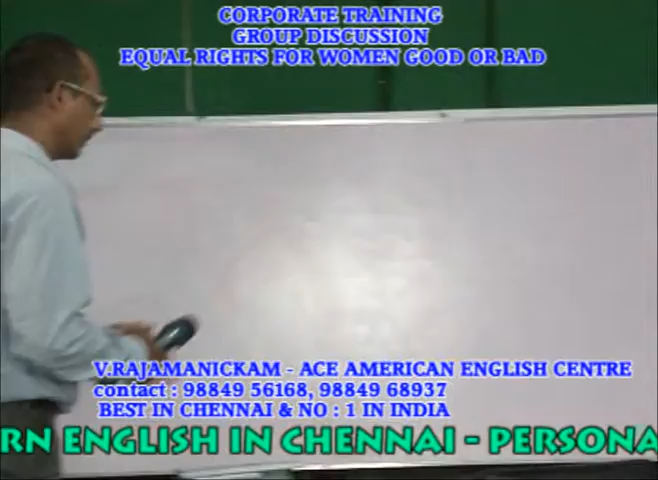 CORPORATE TRAINING
GROUP DISCUSSION
EQUAL RIGHTS FOR WOMEN GOOD OR BAD
V.RAJAMANICKAM - ACE AMERICAN ENGLISH CENTRE
contact : 98849 56168, 98849 68937
BEST IN CHENNAI & NO : 1 IN INDIA
RN ENGLISH IN CHENNAI - PERSONA